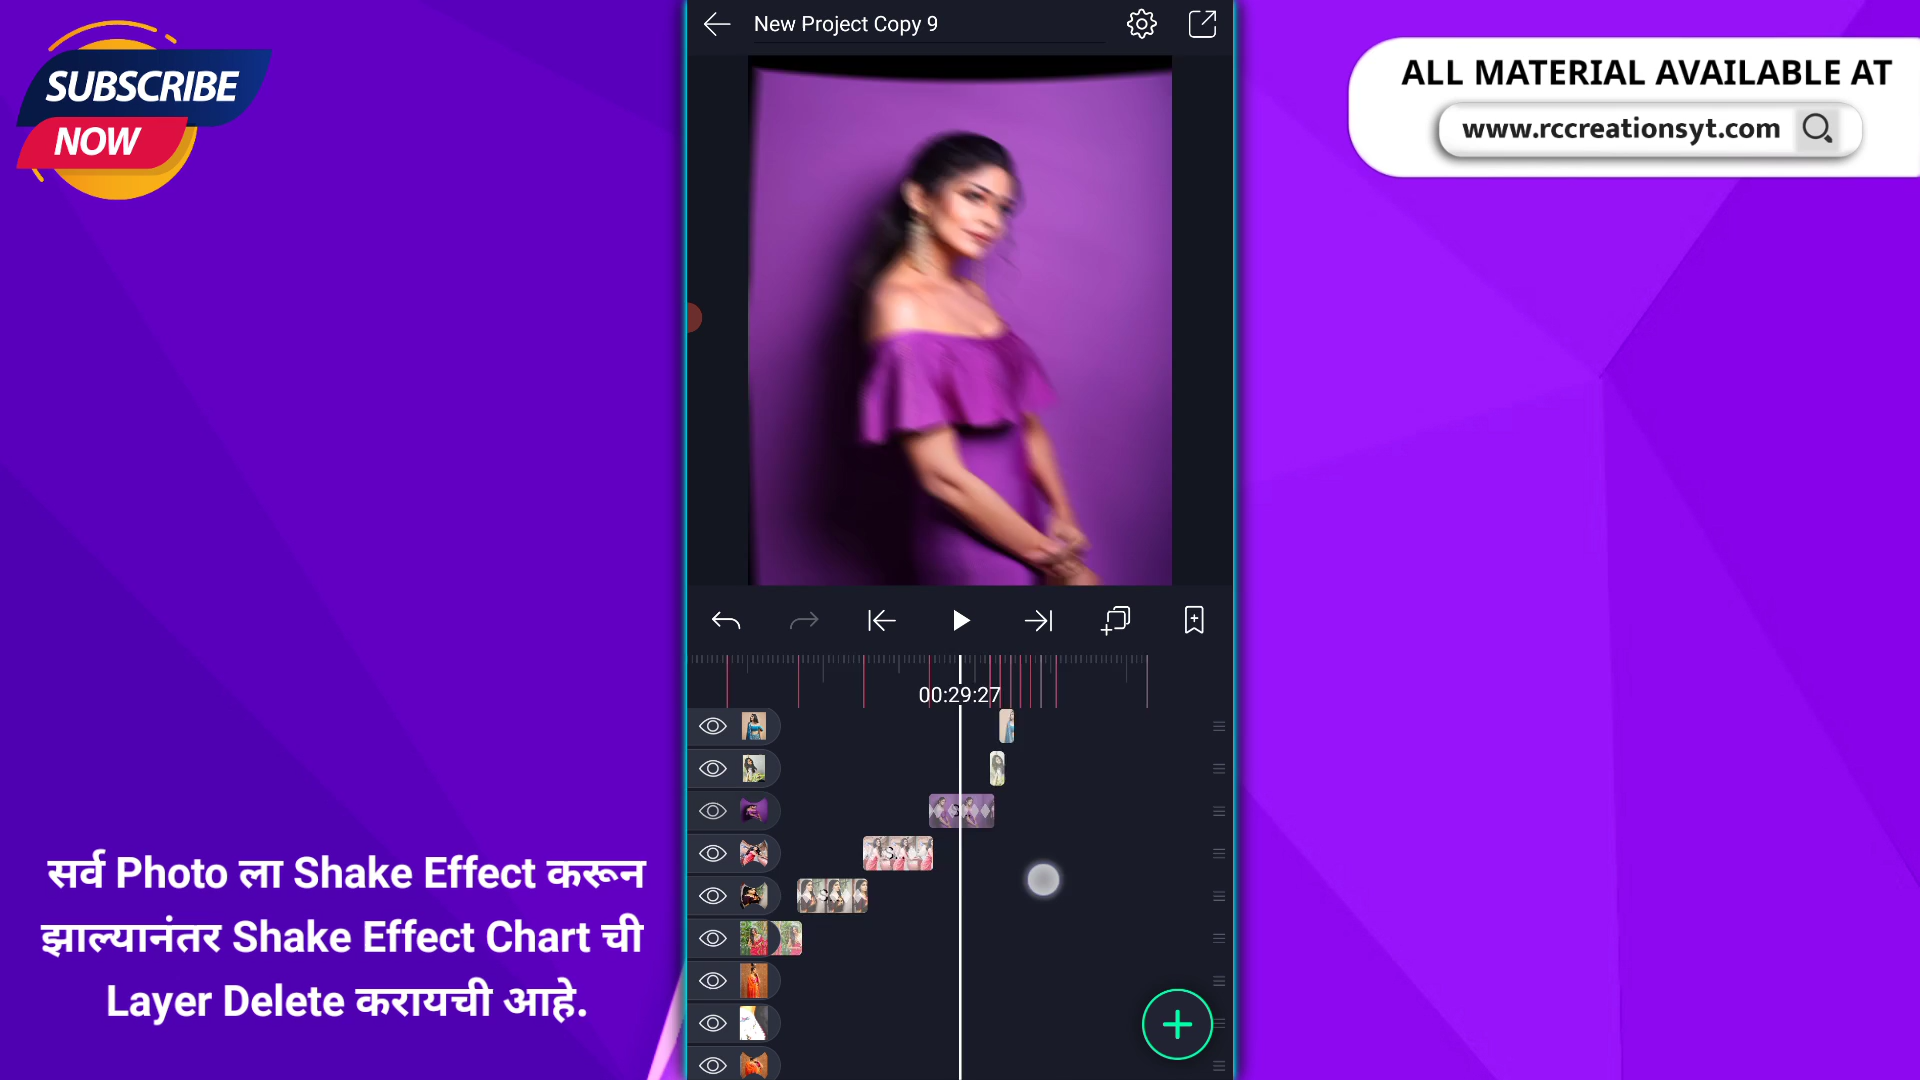 SUBSCRIBE
NOW
New Project Copy 9
ALL MATERIAL AVAILABLE AT
www.rccreationsyt.com
00:29:27
सर्व Photo ला Shake Effect करून
झाल्यानंतर Shake Effect Chart ची
Layer Delete करायची आहे.